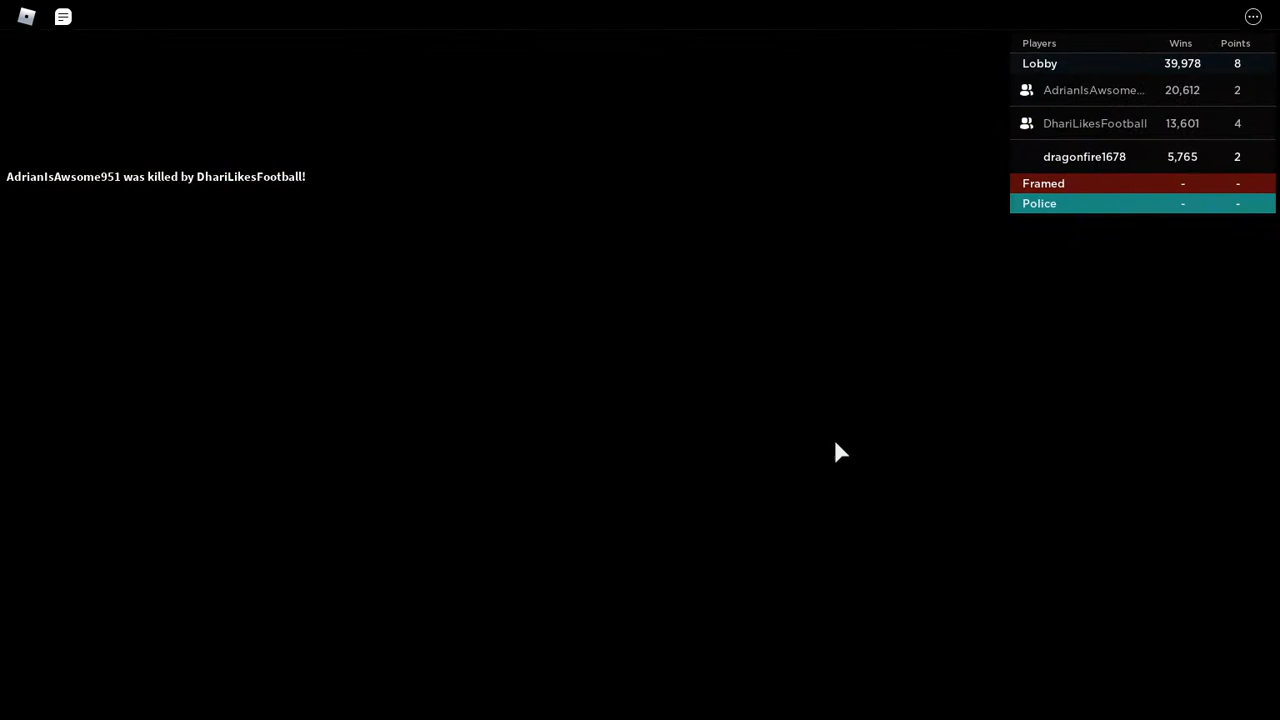 Players Wins Points
Lobby 39,978 8
AdrianIsAwsome... 20,612 2
DhariLikesFootball 13,601 4
dragonfire1678 5,765 2
Framed - -
Police - -
AdrianIsAwsome951 was killed by DhariLikesFootball!